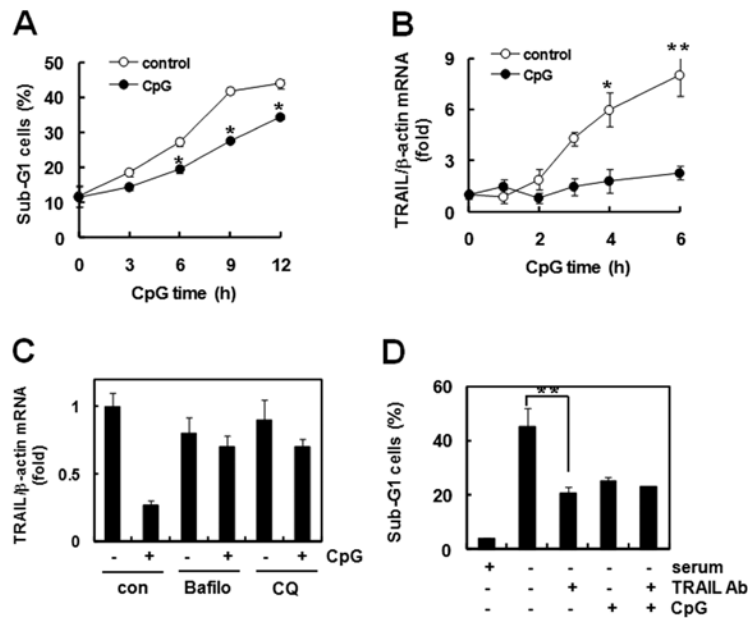 A
control
CpG
Sub-G1 cells (%)
50
40
30
20
10
0
*
*
*
0 3 6 9 12
CpG time (h)
B
control
CpG
TRAIL/β-actin mRNA
(fold)
9
6
3
0
*
**
0 2 4 6
CpG time (h)
C
TRAIL/β-actin mRNA
(fold)
1
0.5
0
- + - + - + CpG
con Bafilo CQ
D
Sub-G1 cells (%)
60
40
20
0
**
+ - - - - serum
- - + - + TRAIL Ab
- - - + + CpG